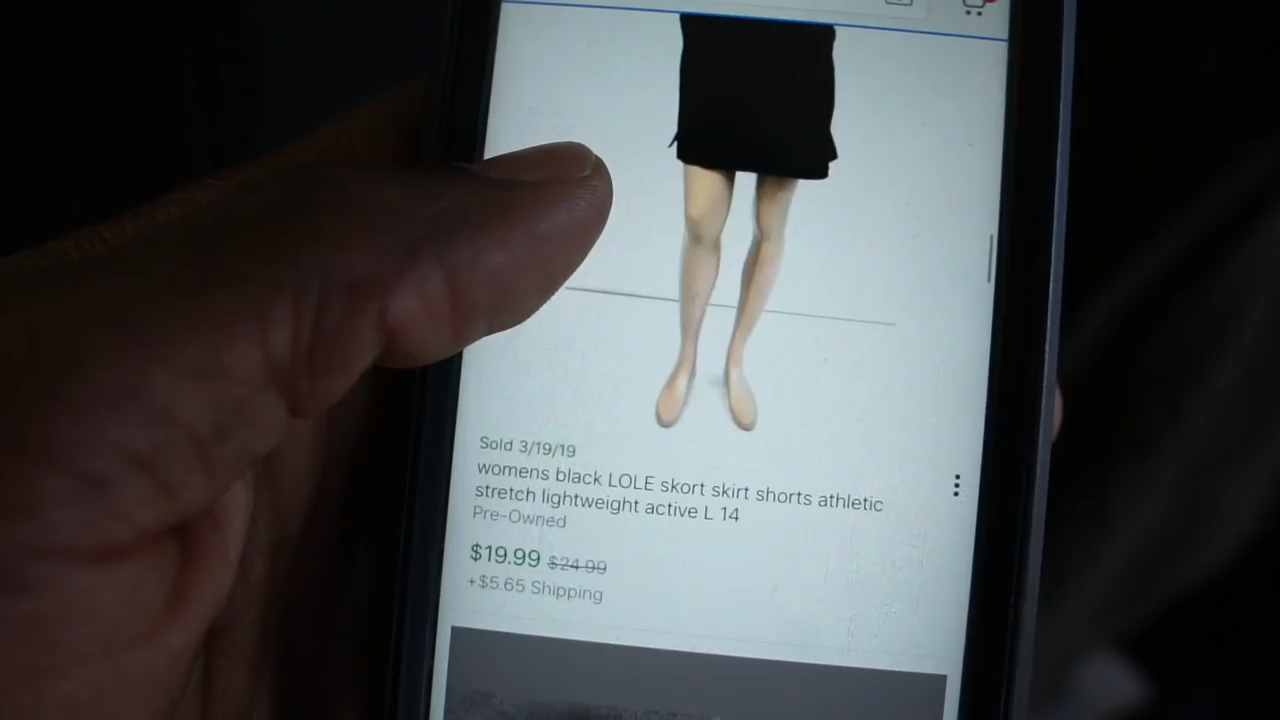 Sold 3/19/19
womens black LOLE skort skirt shorts athletic
stretch lightweight active L 14
Pre-Owned
$19.99 $24.99
+$5.65 Shipping